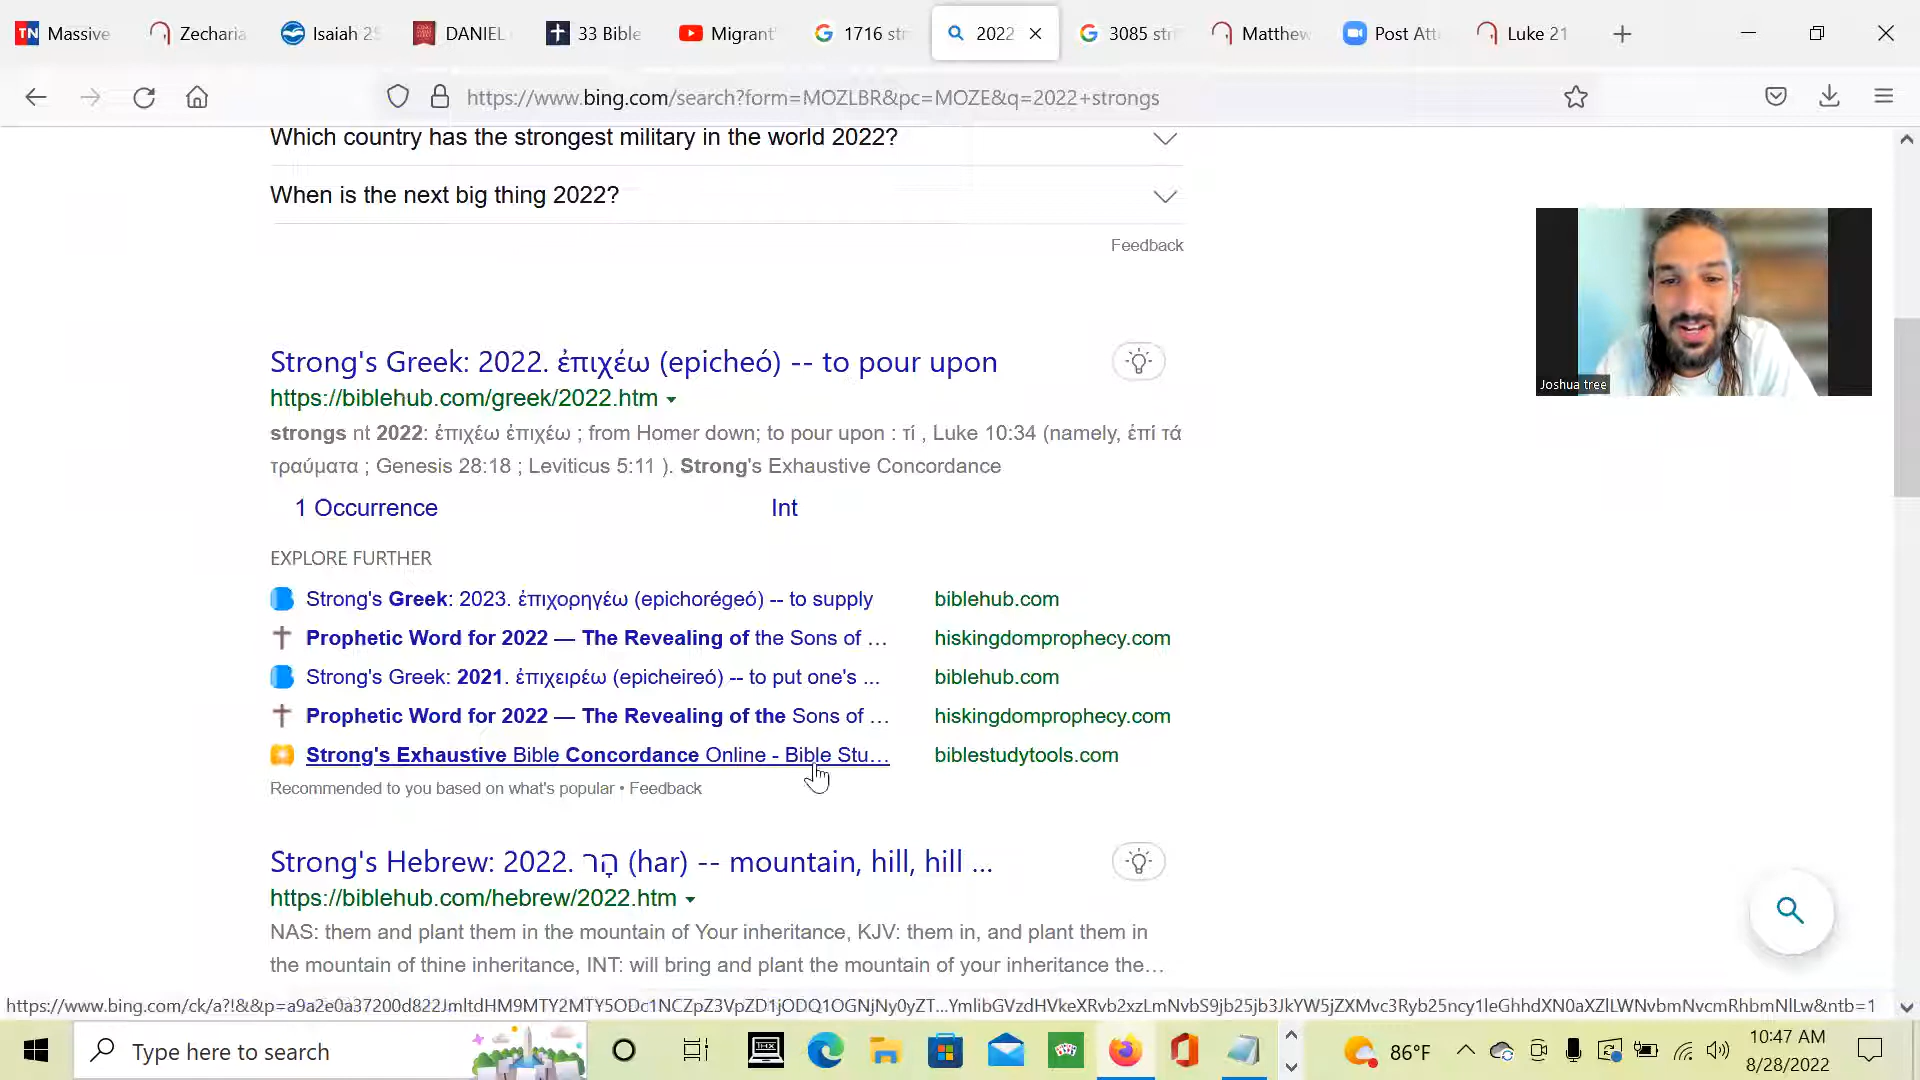 TN Massive
Zecharia
Isaiah 25
DANIEL
33 Bible
Migrant
1716 str
2022
3085 str
Matthew
Post Att
Luke 21
https://www.bing.com/search?form=MOZLBR&pc=MOZE&q=2022+strongs
Which country has the strongest military in the world 2022?
When is the next big thing 2022?
Feedback
Strong's Greek: 2022. ἐπιχέω (epicheó) -- to pour upon
https://biblehub.com/greek/2022.htm
strongs nt 2022: ἐπιχέω ἐπιχέω ; from Homer down; to pour upon : τί , Luke 10:34 (namely, ἐπί τά
τραύματα ; Genesis 28:18 ; Leviticus 5:11 ). Strong's Exhaustive Concordance
1 Occurrence
Int
EXPLORE FURTHER
Strong's Greek: 2023. ἐπιχορηγέω (epichorégeó) -- to supply biblehub.com
Prophetic Word for 2022 — The Revealing of the Sons of ... hiskingdomprophecy.com
Strong's Greek: 2021. ἐπιχειρέω (epicheireó) -- to put one's ... biblehub.com
Prophetic Word for 2022 — The Revealing of the Sons of ... hiskingdomprophecy.com
Strong's Exhaustive Bible Concordance Online - Bible Stu... biblestudytools.com
Recommended to you based on what's popular • Feedback
Strong's Hebrew: 2022. הָר (har) -- mountain, hill, hill ...
https://biblehub.com/hebrew/2022.htm
NAS: them and plant them in the mountain of Your inheritance, KJV: them in, and plant them in
the mountain of thine inheritance, INT: will bring and plant the mountain of your inheritance the...
Joshua tree
Type here to search
86°F
10:47 AM
8/28/2022